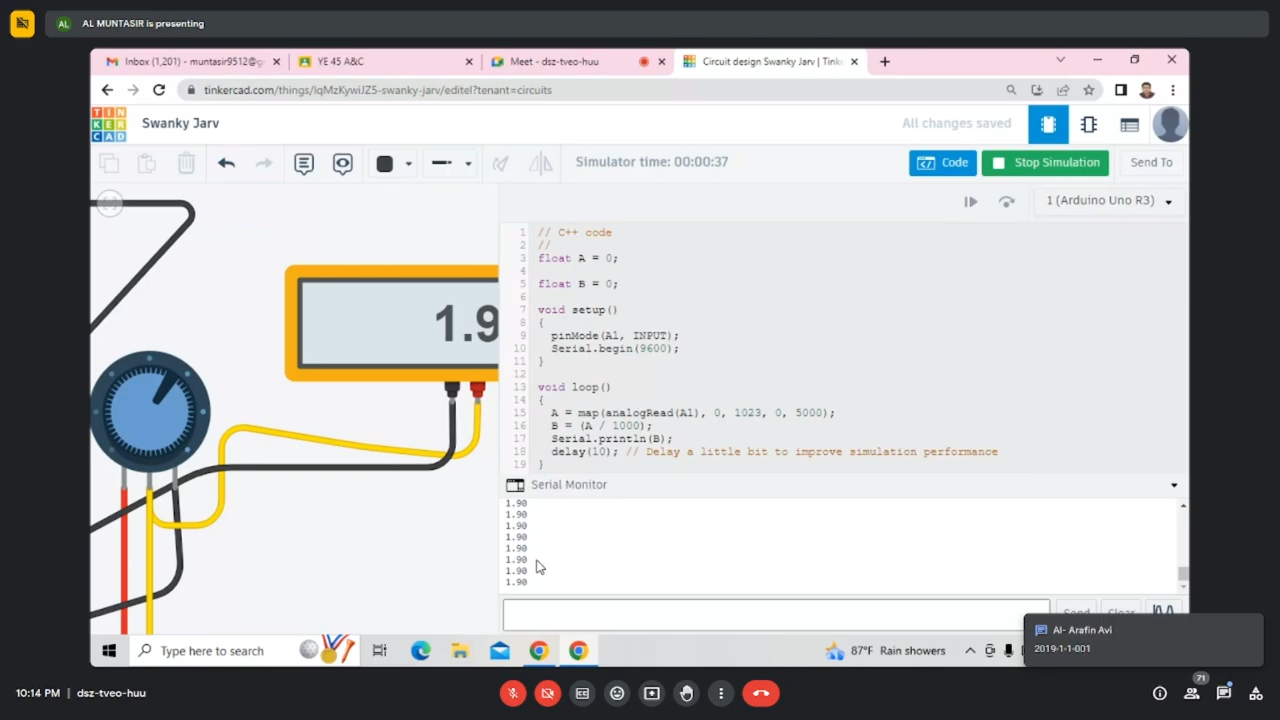 AL AL MUNTASIR is presenting
Inbox (1,201) - muntasir9512@g
YE 45 A&C
Meet - dsz-tveo-huu
Circuit design Swanky Jarv | Tink
tinkercad.com/things/lqMzKywiJZ5-swanky-jarv/editel?tenant=circuits
TIN
KER
CAD
Swanky Jarv
All changes saved
Simulator time: 00:00:37
Code
Stop Simulation
Send To
1 (Arduino Uno R3)
1.9
1 // C++ code
2 //
3 float A = 0;
4
5 float B = 0;
6
7 void setup()
8 {
9 pinMode(A1, INPUT);
10 Serial.begin(9600);
11 }
12
13 void loop()
14 {
15 A = map(analogRead(A1), 0, 1023, 0, 5000);
16 B = (A / 1000);
17 Serial.println(B);
18 delay(10); // Delay a little bit to improve simulation performance
19 }
Serial Monitor
1.90
1.90
1.90
1.90
1.90
1.90
1.90
1.90
Send
Clear
Type here to search
87°F Rain showers
Al- Arafin Avi
2019-1-1-001
10:14 PM | dsz-tveo-huu
71